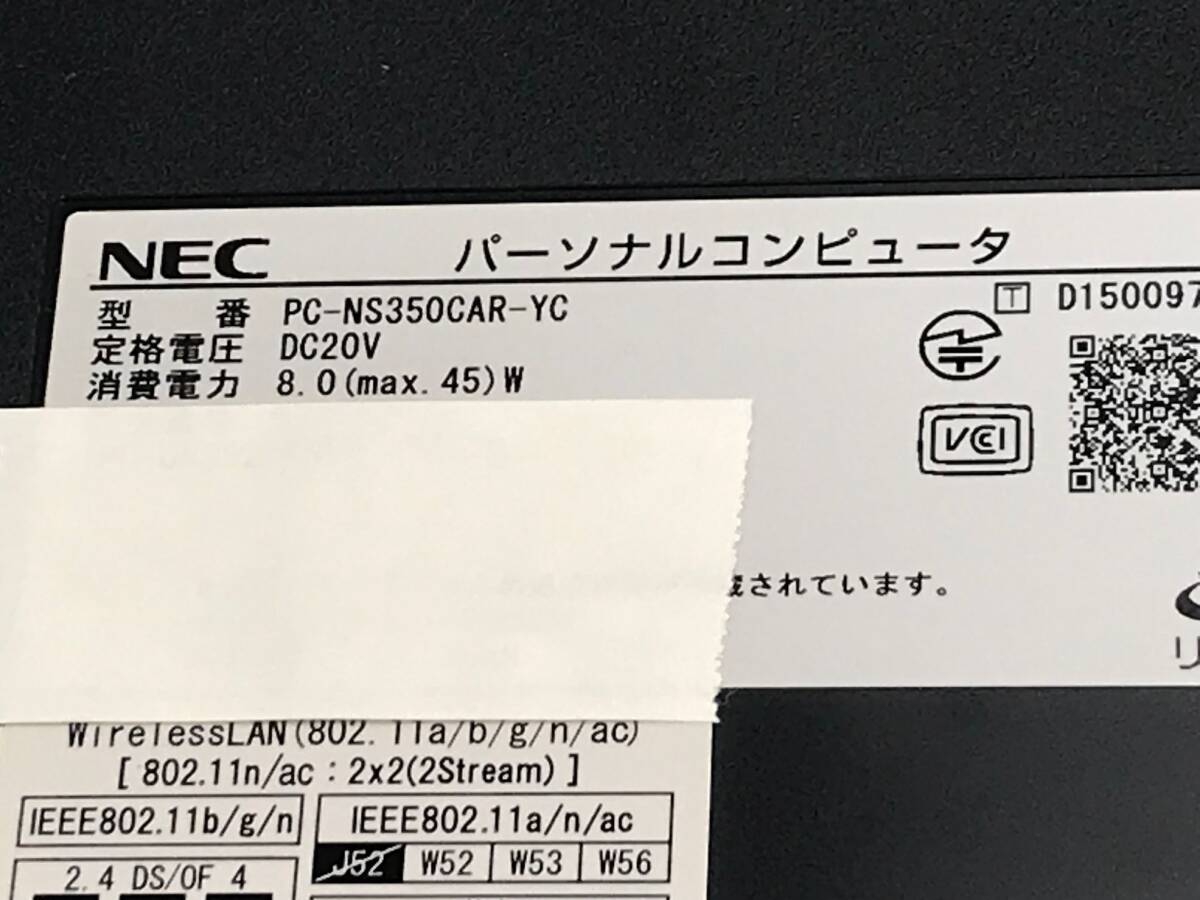 NEC パーソナルコンピュータ
型 番 PC-NS350CAR-YC
定格電圧 DC20V
消費電力 8.0(max.45)W
T D150097
VCCI
されています。
リ
WirelessLAN(802.11a/b/g/n/ac)
[ 802.11n/ac : 2x2(2Stream) ]
IEEE802.11b/g/n
IEEE802.11a/n/ac
J52 W52 W53 W56
2.4 DS/OF 4